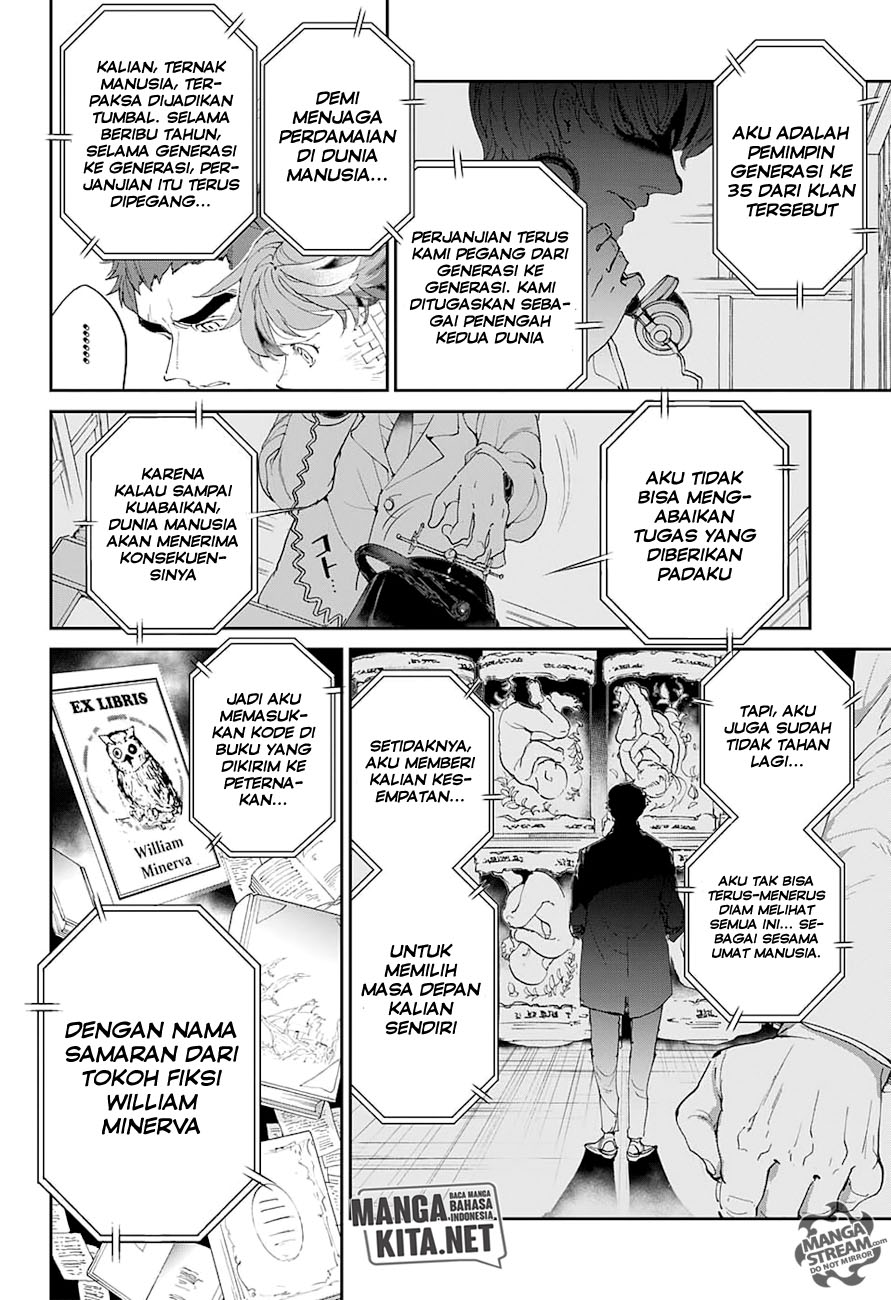 AKU ADALAH
PEMIMPIN
GENERASI KE
35 DARI KLAN
TERSEBUT
PERJANJIAN TERUS
KAMI PEGANG DARI
GENERASI KE
GENERASI. KAMI
DITUGASKAN SEBA-
GAI PENENGAH
KEDUA DUNIA
DEMI
MENJAGA
PERDAMAIAN
DI DUNIA
MANUSIA...
KALIAN, TERNAK
MANUSIA, TER-
PAKSA DIJADIKAN
TUMBAL. SELAMA
BERIBU TAHUN,
SELAMA GENERASI
KE GENERASI, PER-
JANJIAN ITU TERUS
DIPEGANG...
AKU TIDAK
BISA MENG-
ABAIKAN
TUGAS YANG
DIBERIKAN
PADAKU
コト…
KARENA
KALAU SAMPAI
KUABAIKAN,
DUNIA MANUSIA
AKAN MENERIMA
KONSEKUEN-
SINYA
TAPI, AKU
JUGA SUDAH
TIDAK TAHAN
LAGI...
AKU TAK BISA
TERUS-MENERUS
DIAM MELIHAT
SEMUA INI... SE-
BAGAI SESAMA
UMAT MANUSIA.
SETIDAKNYA,
AKU MEMBERI
KALIAN KES-
EMPATAN...
UNTUK
MEMILIH
MASA DEPAN
KALIAN
SENDIRI
JADI AKU
MEMASUK-
KAN KODE DI
BUKU YANG
DIKIRIM KE
PETERNA-
KAN...
EX LIBRIS
William
Minerva
DENGAN NAMA
SAMARAN DARI
TOKOH FIKSI
WILLIAM
MINERVA
MANGA
KITA.NET
BACA MANGA
BAHASA
INDONESIA.
MANGA
STREAM.com
DO NOT MIRROR!